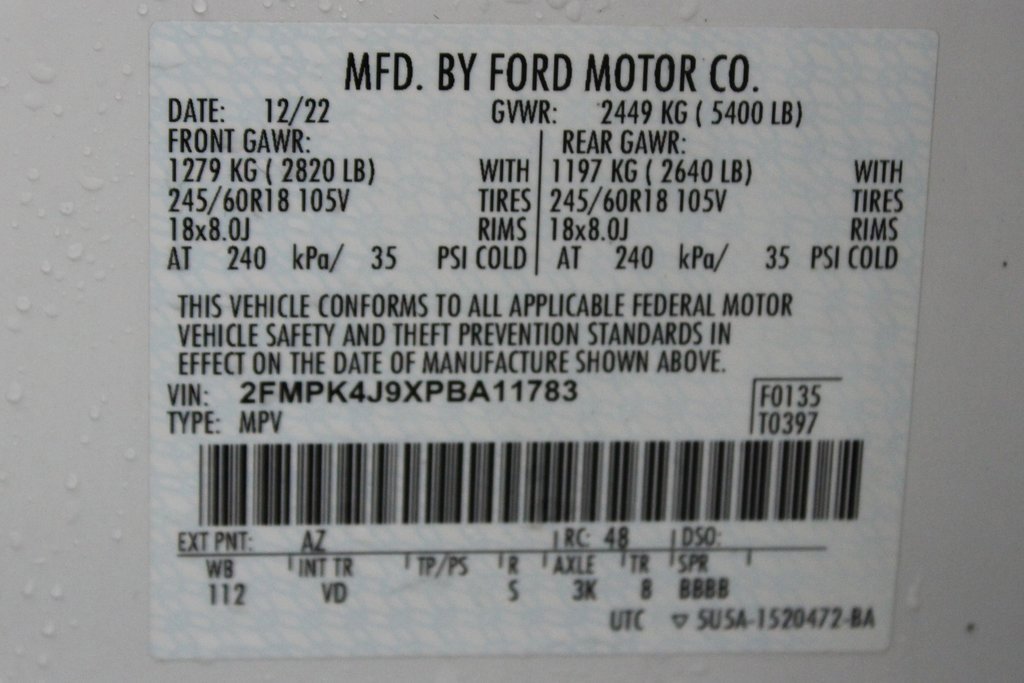 MFD. BY FORD MOTOR CO.
DATE: 12/22 GVWR: 2449 KG ( 5400 LB)
FRONT GAWR: REAR GAWR:
1279 KG ( 2820 LB) WITH 1197 KG ( 2640 LB) WITH
245/60R18 105V TIRES 245/60R18 105V TIRES
18x8.0J RIMS 18x8.0J RIMS
AT 240 kPa/ 35 PSI COLD AT 240 kPa/ 35 PSI COLD
THIS VEHICLE CONFORMS TO ALL APPLICABLE FEDERAL MOTOR
VEHICLE SAFETY AND THEFT PREVENTION STANDARDS IN
EFFECT ON THE DATE OF MANUFACTURE SHOWN ABOVE.
VIN: 2FMPK4J9XPBA11783 F0135
TYPE: MPV T0397
EXT PNT: AZ RC: 48 DSO:
WB INT TR TP/PS R AXLE TR SPR
112 VD S 3K B BBBB
UTC ▽ 5U5A-1520472-BA